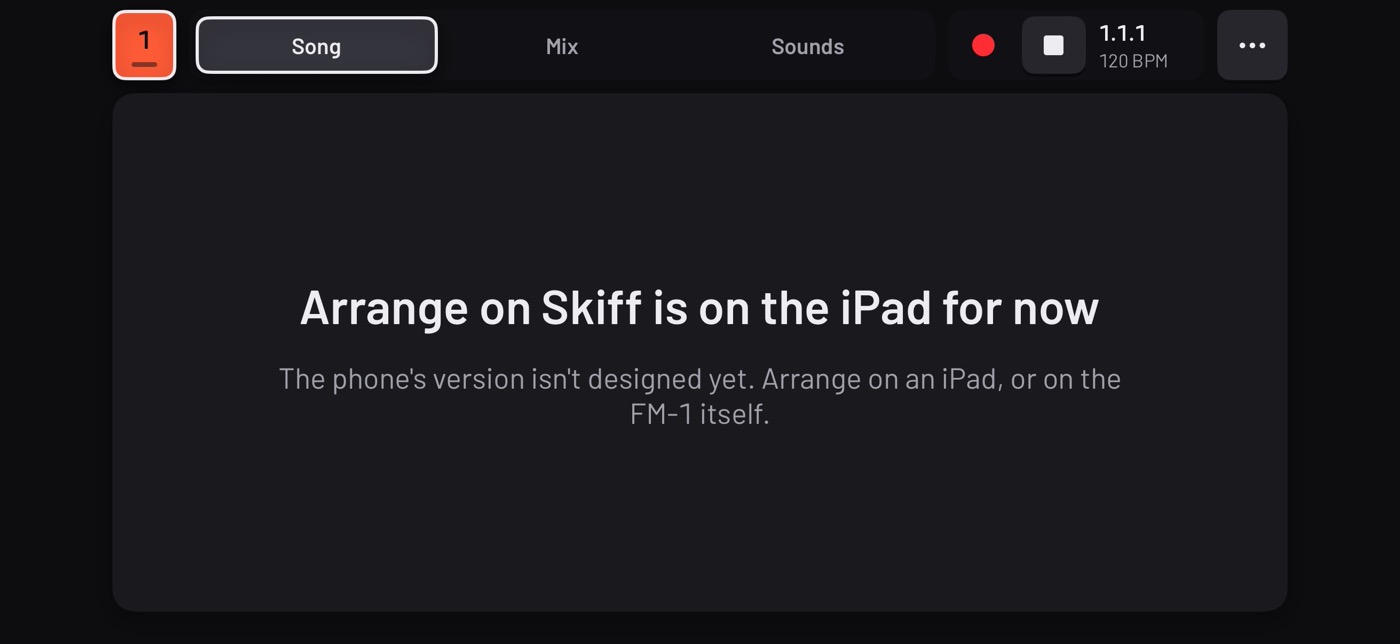 1
Song
Mix
Sounds
1.1.1
120 BPM
Arrange on Skiff is on the iPad for now
The phone's version isn't designed yet. Arrange on an iPad, or on the
FM-1 itself.